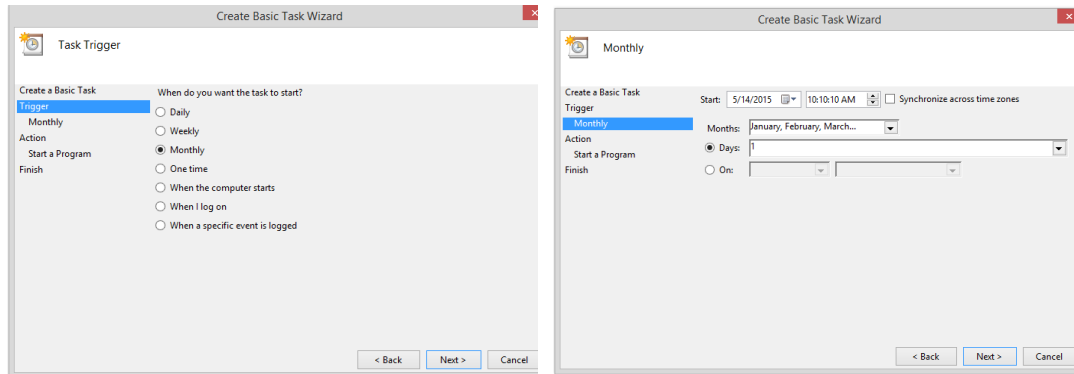 Create Basic Task Wizard
Task Trigger
Create a Basic Task
Trigger
Monthly
Action
Start a Program
Finish
When do you want the task to start?
Daily
Weekly
Monthly
One time
When the computer starts
When I log on
When a specific event is logged
< Back Next > Cancel
Create Basic Task Wizard
Monthly
Create a Basic Task
Trigger
Monthly
Action
Start a Program
Finish
Start: 5/14/2015 10:10:10 AM Synchronize across time zones
Months: January, February, March...
Days: 1
On:
< Back Next > Cancel